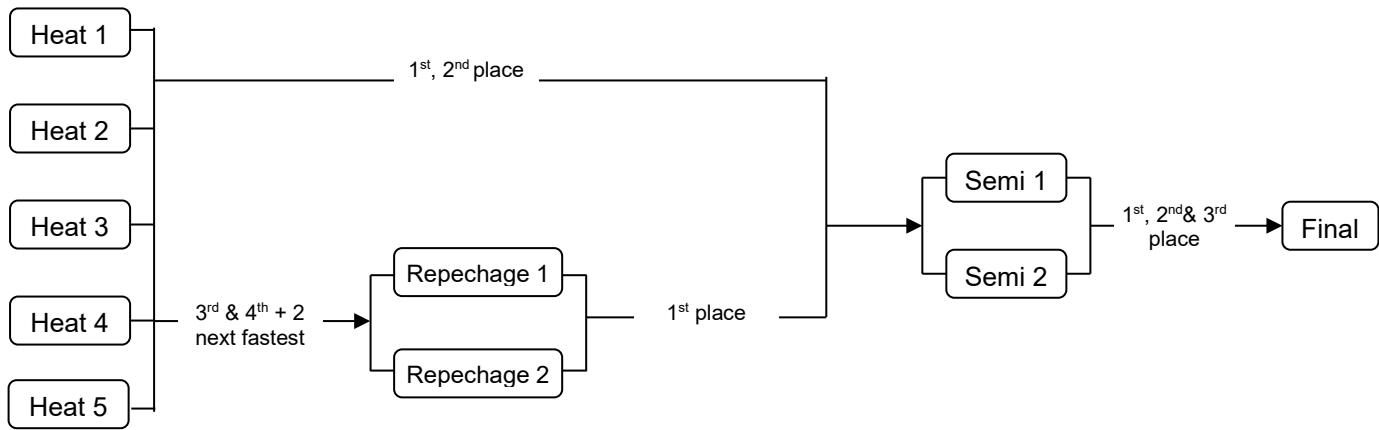 Heat 1
1st, 2nd place
Heat 2
Semi 1
Heat 3
1st, 2nd& 3rd
place
Final
Repechage 1
Semi 2
Heat 4
3rd & 4th + 2
next fastest
1st place
Repechage 2
Heat 5